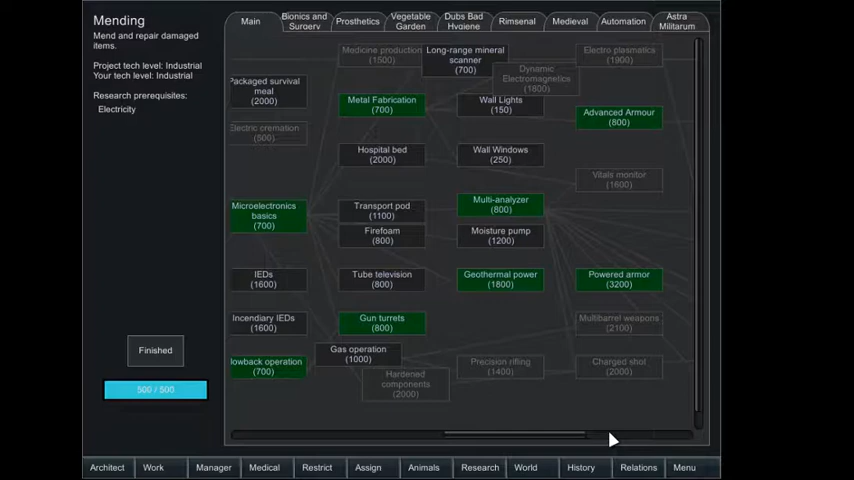 Mending
Mend and repair damaged
items.
Project tech level: Industrial
Your tech level: Industrial
Research prerequisites:
Electricity
Finished
500 / 500
Main
Bionics and
Surgery
Prosthetics
Vegetable
Garden
Dubs Bad
Hygiene
Rimsenal
Medieval
Automation
Astra
Militarum
Medicine production
(1500)
Long-range mineral
scanner
(700)
Dynamic
Electromagnetics
(1800)
Electro plasmatics
(1900)
Packaged survival
meal
(2000)
Metal Fabrication
(700)
Wall Lights
(150)
Advanced Armour
(800)
Electric cremation
(500)
Hospital bed
(2000)
Wall Windows
(250)
Vitals monitor
(1600)
Microelectronics
basics
(700)
Transport pod
(1100)
Multi-analyzer
(800)
Firefoam
(800)
Moisture pump
(1200)
IEDs
(1600)
Tube television
(800)
Geothermal power
(1800)
Powered armor
(3200)
Incendiary IEDs
(1600)
Gun turrets
(800)
Multibarrel weapons
(2100)
lowback operation
(700)
Gas operation
(1000)
Hardened
components
(2000)
Precision rifling
(1400)
Charged shot
(2000)
Architect
Work
Manager
Medical
Restrict
Assign
Animals
Research
World
History
Relations
Menu